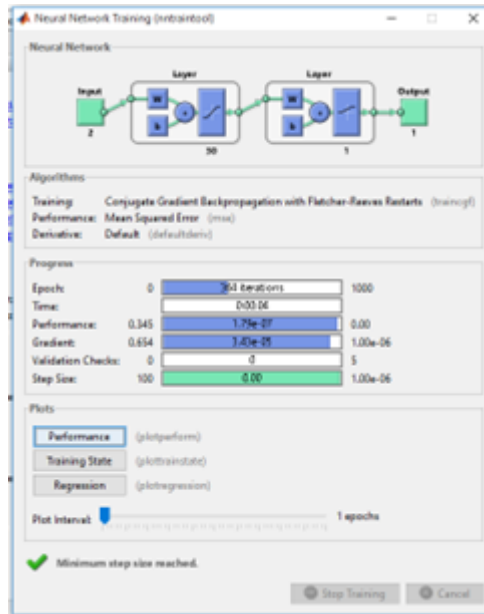 Neural Network Training (nntraintool)
Neural Network
Layer Layer
Input Output
W W
b b
2 50 1 1
Algorithms
Training: Conjugate Gradient Backpropagation with Fletcher-Reeves Restarts (traincgf)
Performance: Mean Squared Error (mse)
Derivative: Default (defaultderiv)
Progress
Epoch: 0 iterations 1000
Time:
Performance: 0.345 0.00
Gradient: 0.654 1.00e-06
Validation Checks: 0 0 5
Step Size: 100 0.00 1.00e-06
Plots
Performance (plotperform)
Training State (plottrainstate)
Regression (plotregression)
Plot Interval: 1 epochs
Minimum step size reached.
Stop Training Cancel